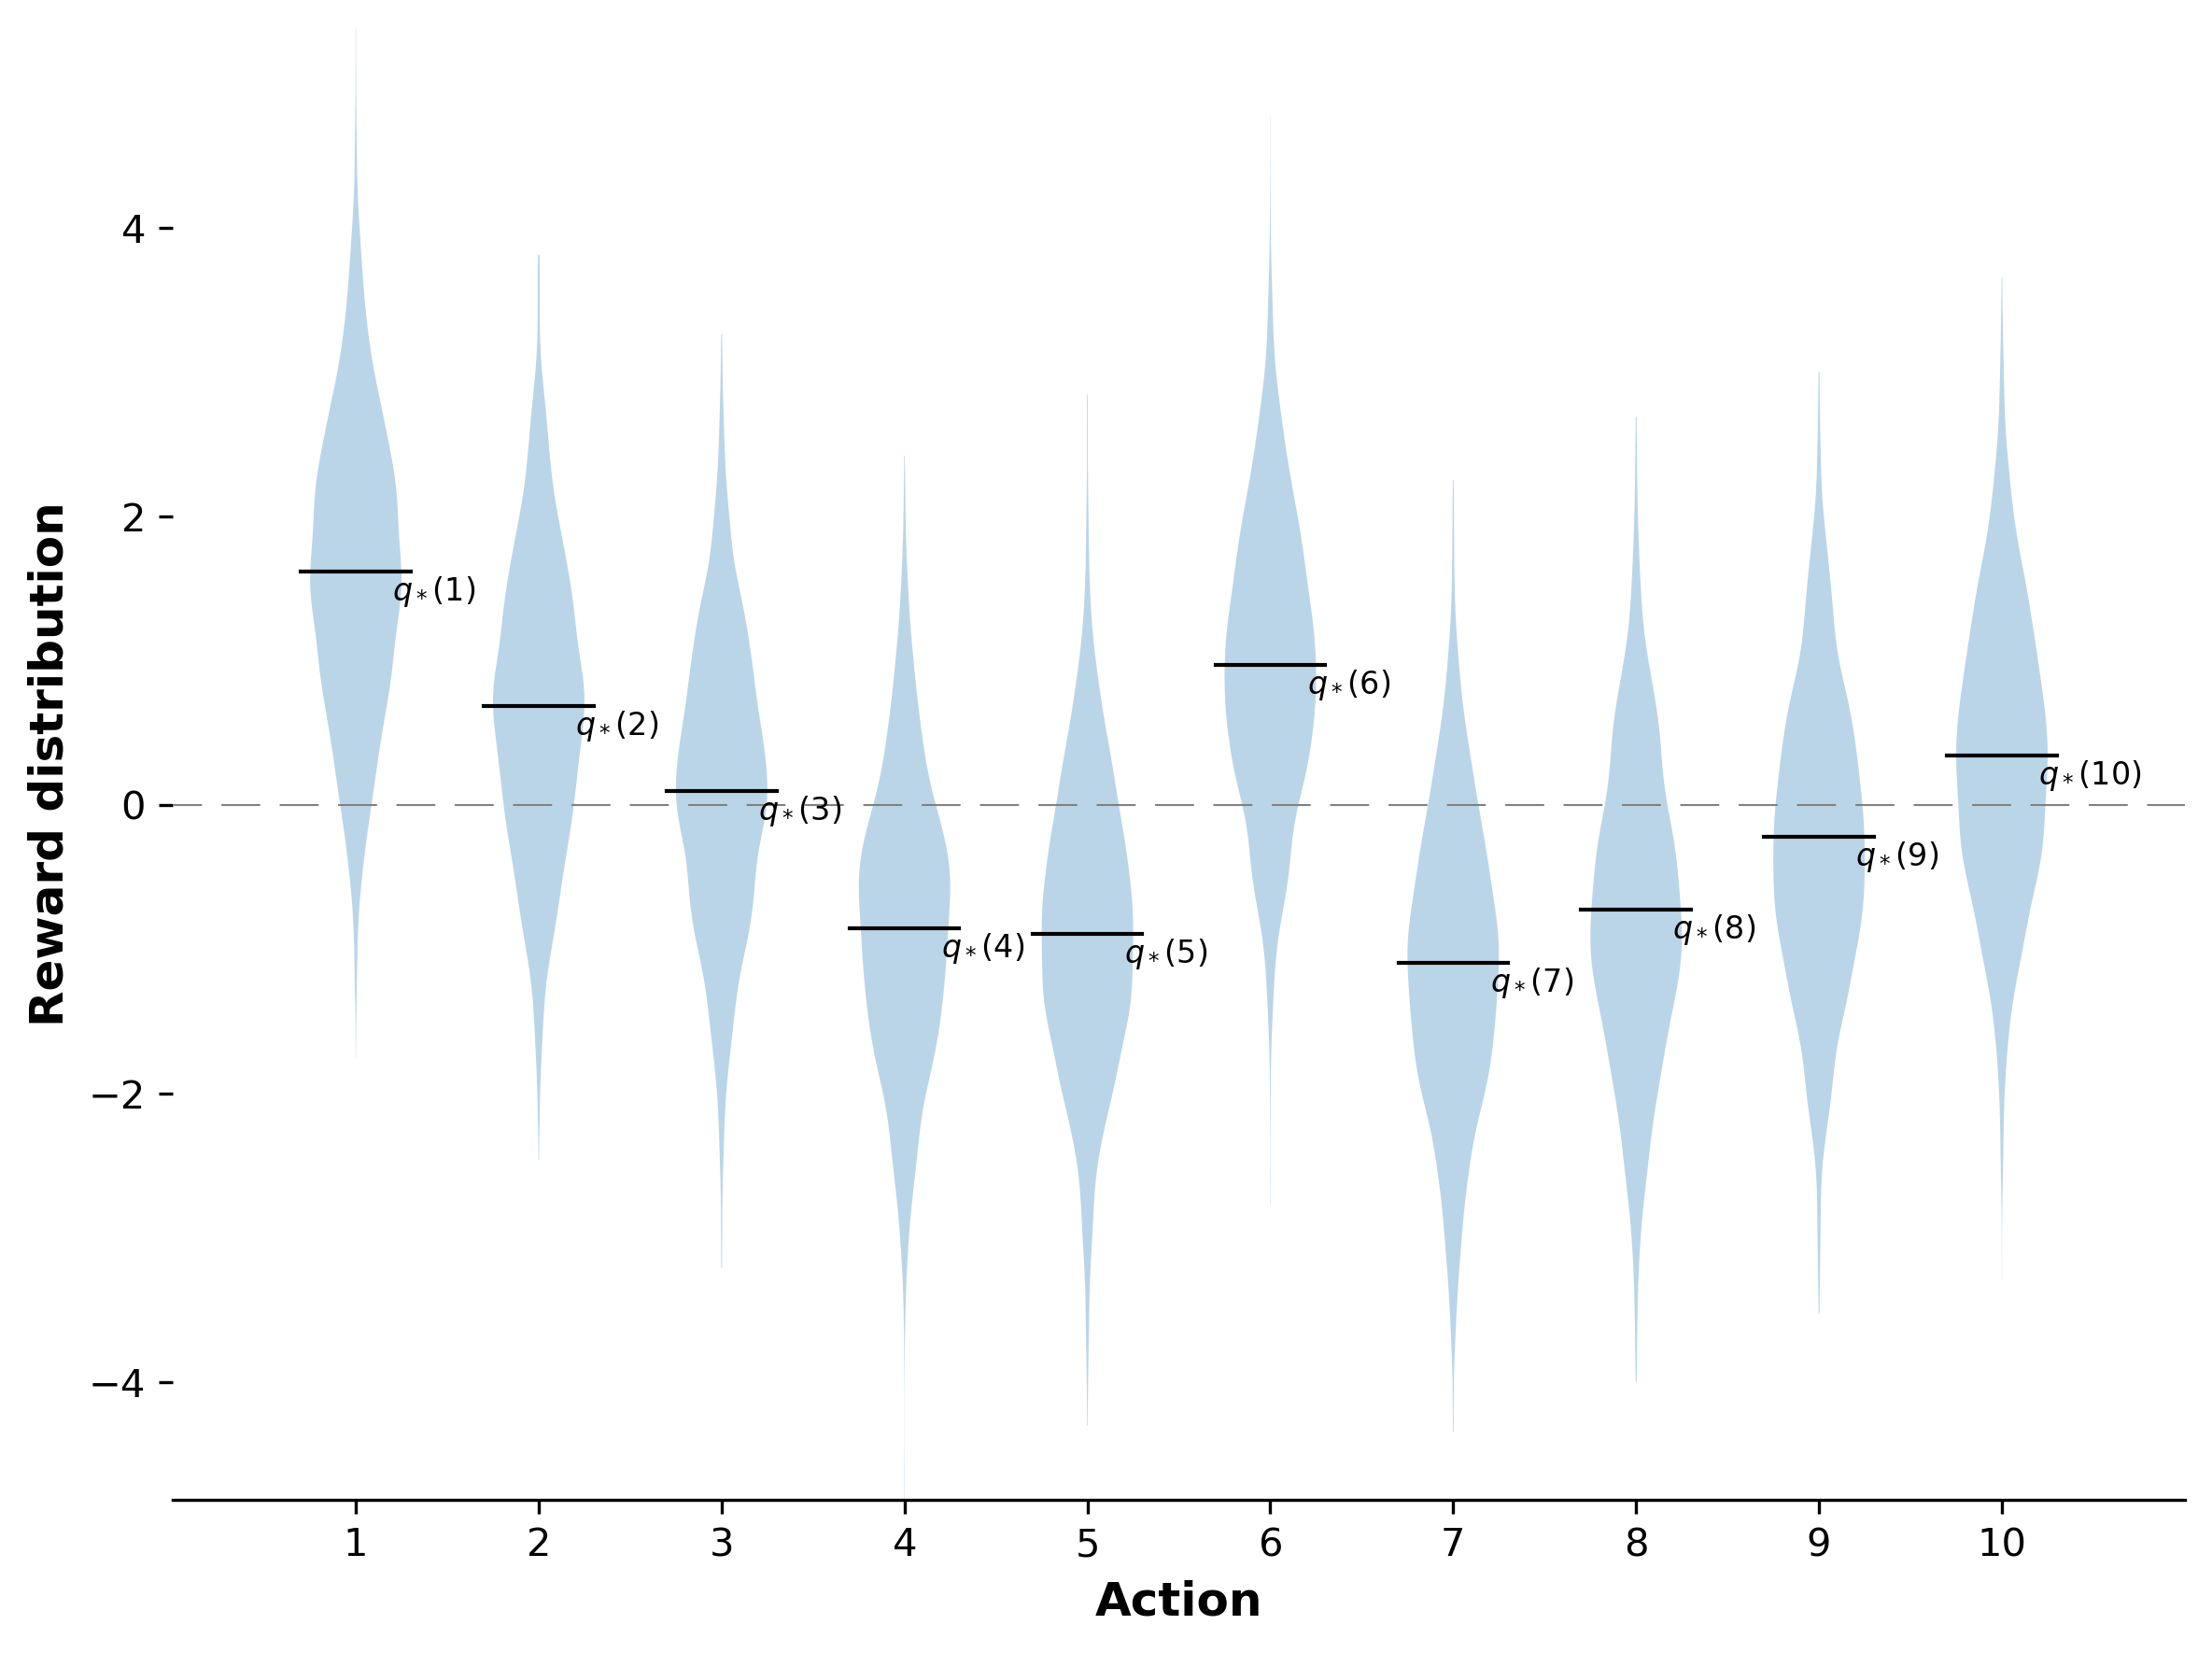 Reward distribution
4
2
0
−2
−4
q*(1)
q*(2)
q*(3)
q*(4)
q*(5)
q*(6)
q*(7)
q*(8)
q*(9)
q*(10)
1 2 3 4 5 6 7 8 9 10
Action